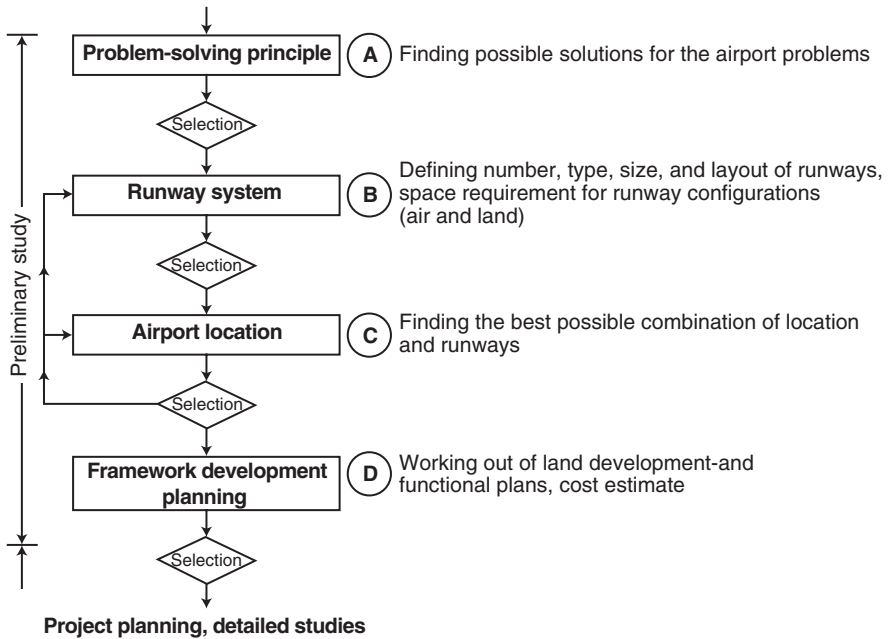 Problem-solving principle
A
Finding possible solutions for the airport problems
Selection
Runway system
B
Defining number, type, size, and layout of runways,
space requirement for runway configurations
(air and land)
Selection
Airport location
C
Finding the best possible combination of location
and runways
Selection
Framework development
planning
D
Working out of land development-and
functional plans, cost estimate
Selection
Project planning, detailed studies
Preliminary study